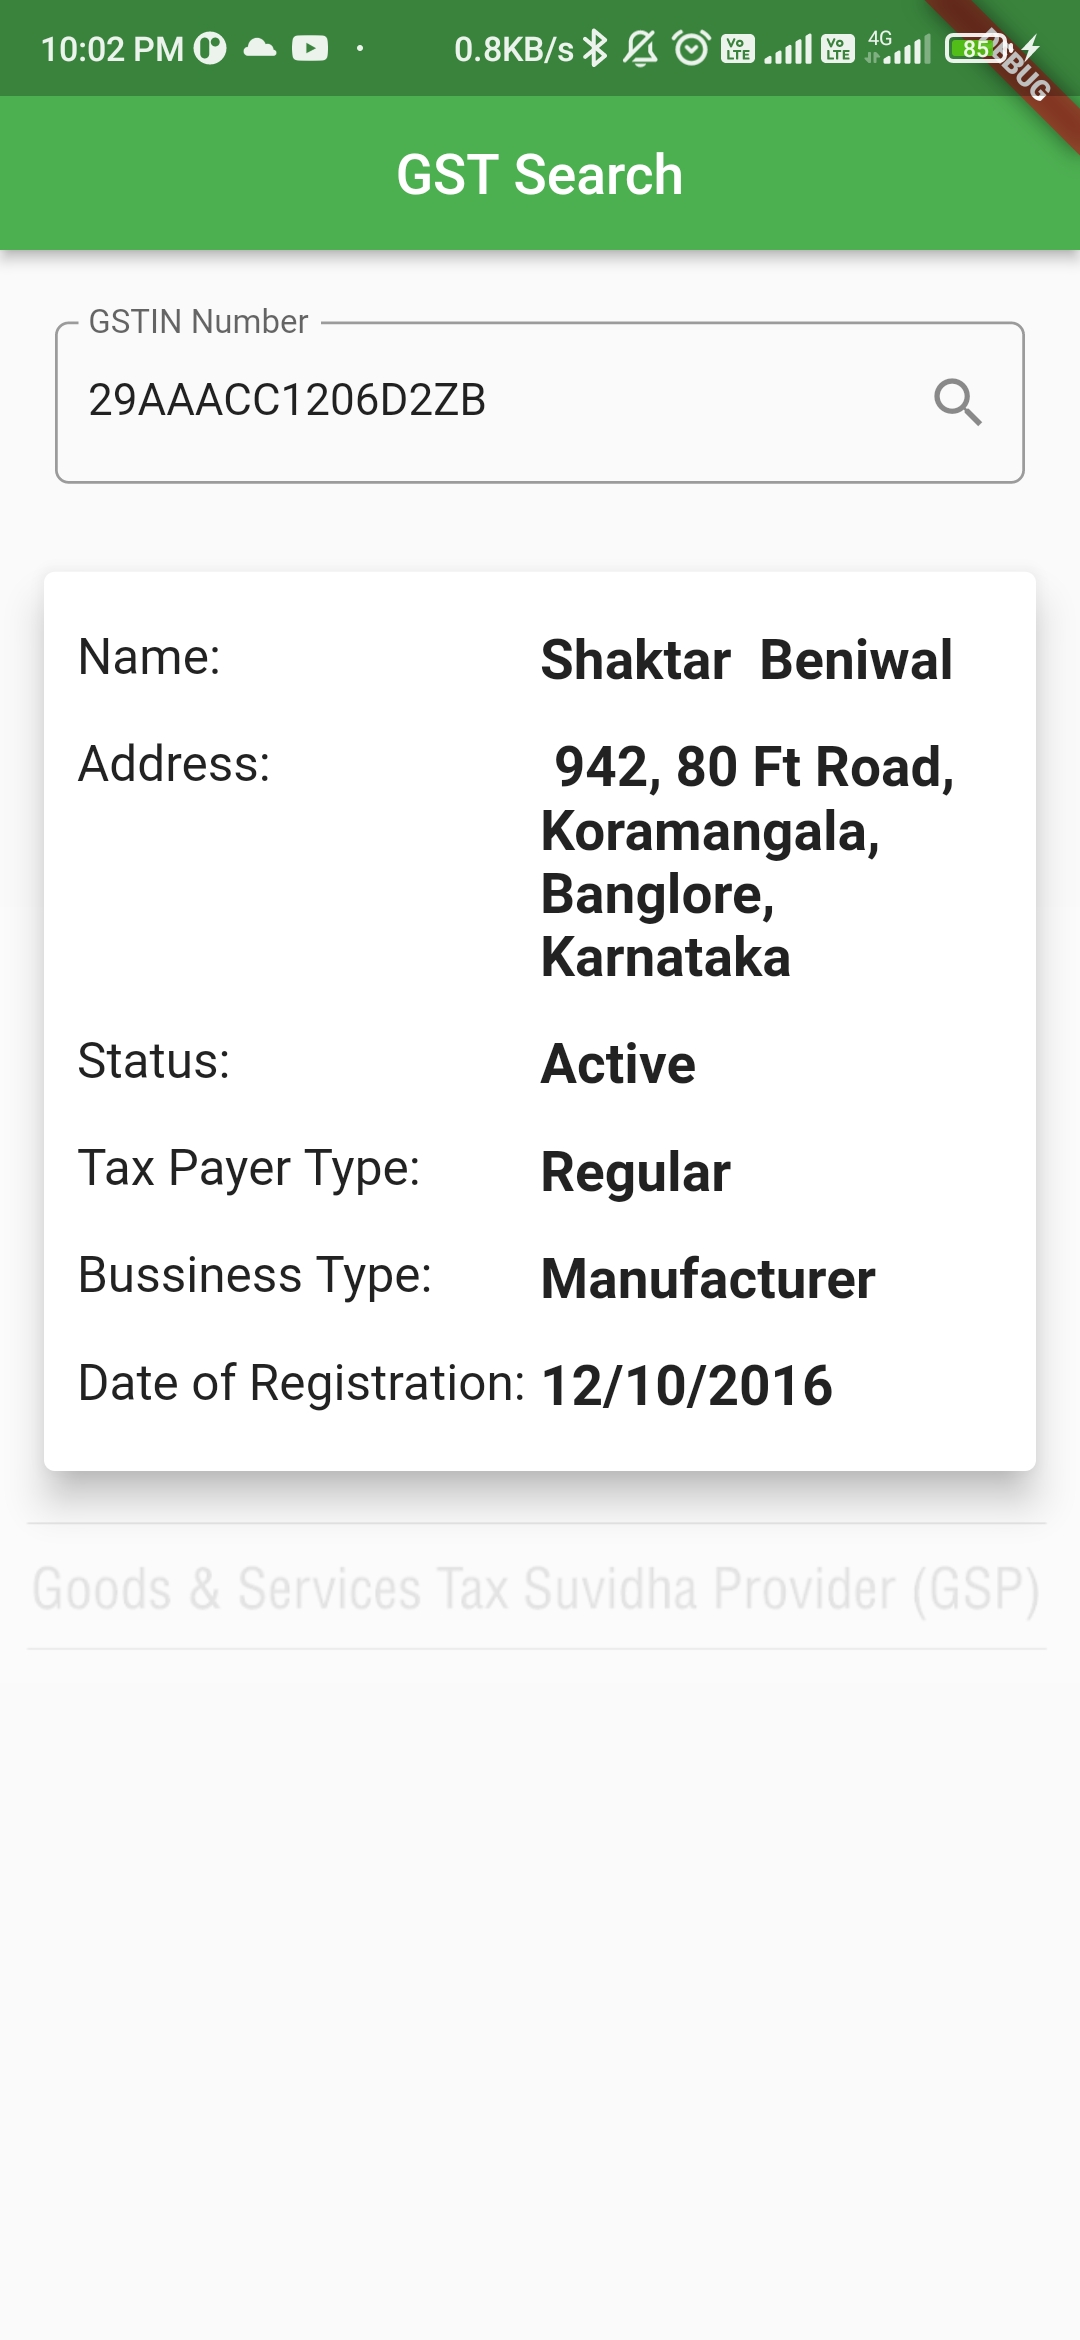 10:02 PM 0.8KB/s Vo LTE Vo LTE 4G 85
DEBUG
GST Search
GSTIN Number
29AAACC1206D2ZB
Name: Shaktar  Beniwal
Address: 942, 80 Ft Road,
Koramangala,
Banglore,
Karnataka
Status: Active
Tax Payer Type: Regular
Bussiness Type: Manufacturer
Date of Registration: 12/10/2016
Goods & Services Tax Suvidha Provider (GSP)